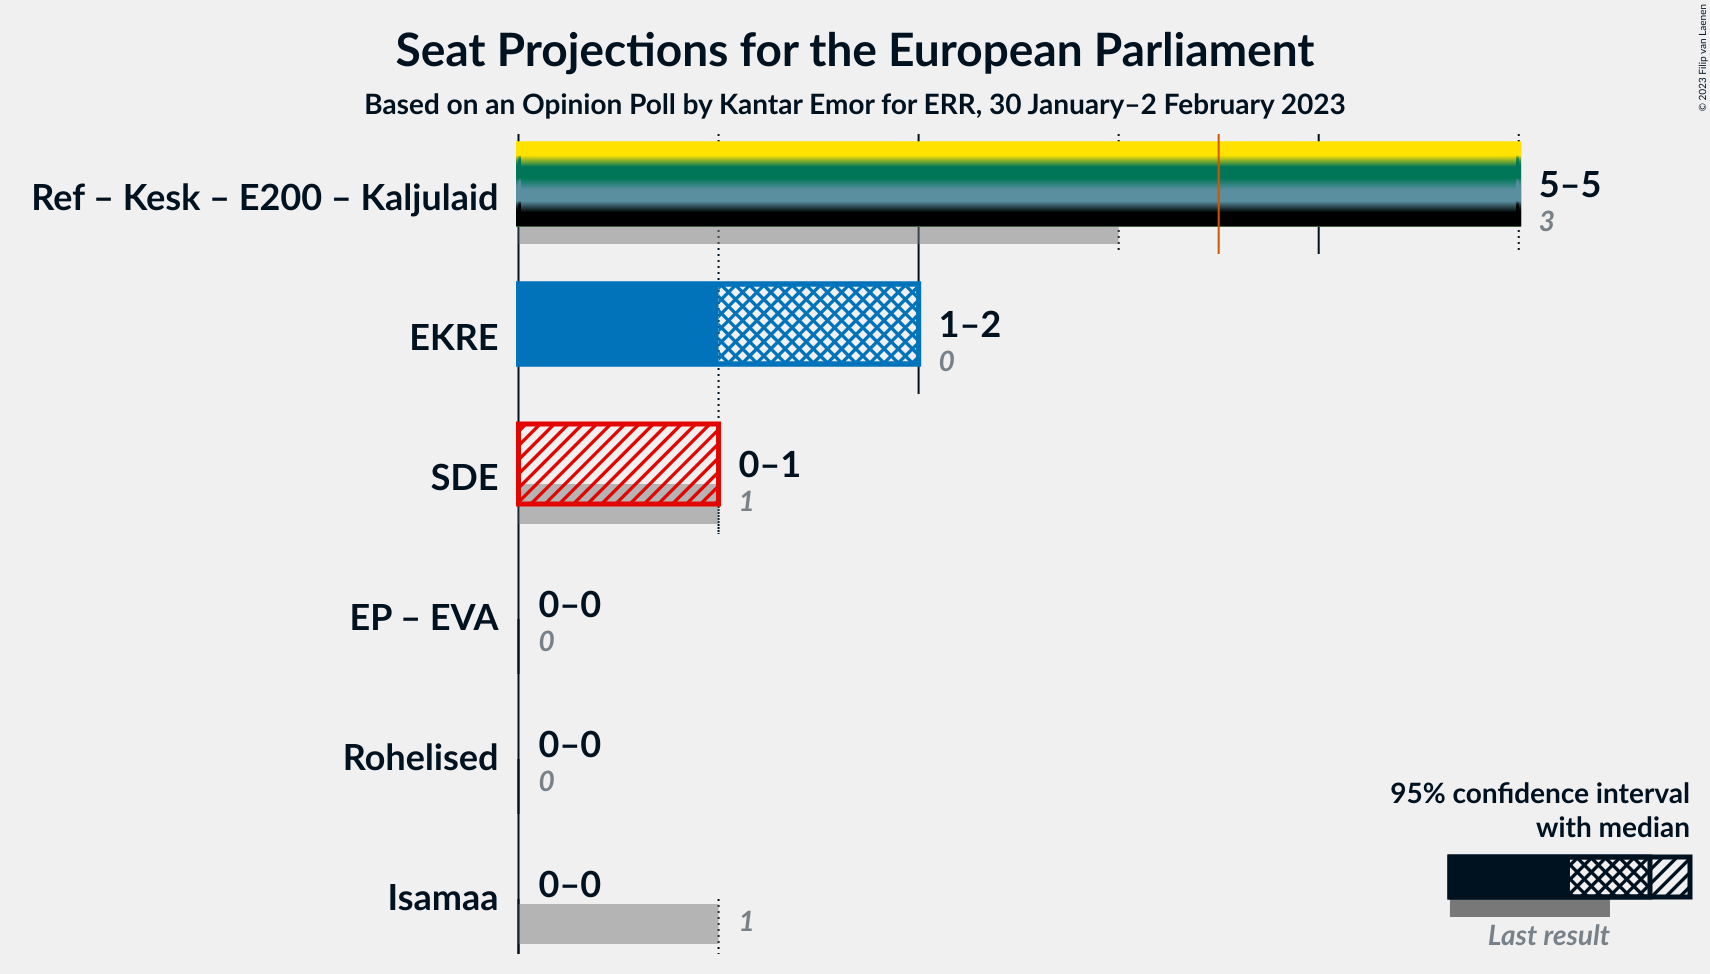 Seat Projections for the European Parliament
Based on an Opinion Poll by Kantar Emor for ERR, 30 January–2 February 2023
© 2023 Filip van Laenen
Ref – Kesk – E200 – Kaljulaid
5–5
3
EKRE
1–2
0
SDE
0–1
1
EP – EVA
0–0
0
Rohelised
0–0
0
Isamaa
0–0
1
95% confidence interval
with median
Last result